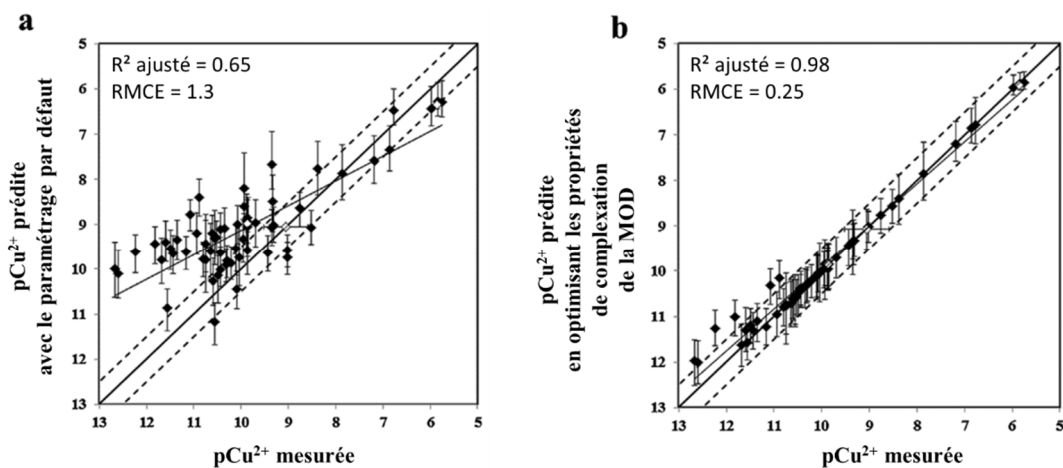 a
R² ajusté = 0.65
RMCE = 1.3
pCu²⁺ prédite
avec le paramétrage par défaut
5
6
7
8
9
10
11
12
13
13 12 11 10 9 8 7 6 5
pCu²⁺ mesurée
b
R² ajusté = 0.98
RMCE = 0.25
pCu²⁺ prédite
en optimisant les propriétés
de complexation
de la MOD
5
6
7
8
9
10
11
12
13
13 12 11 10 9 8 7 6 5
pCu²⁺ mesurée